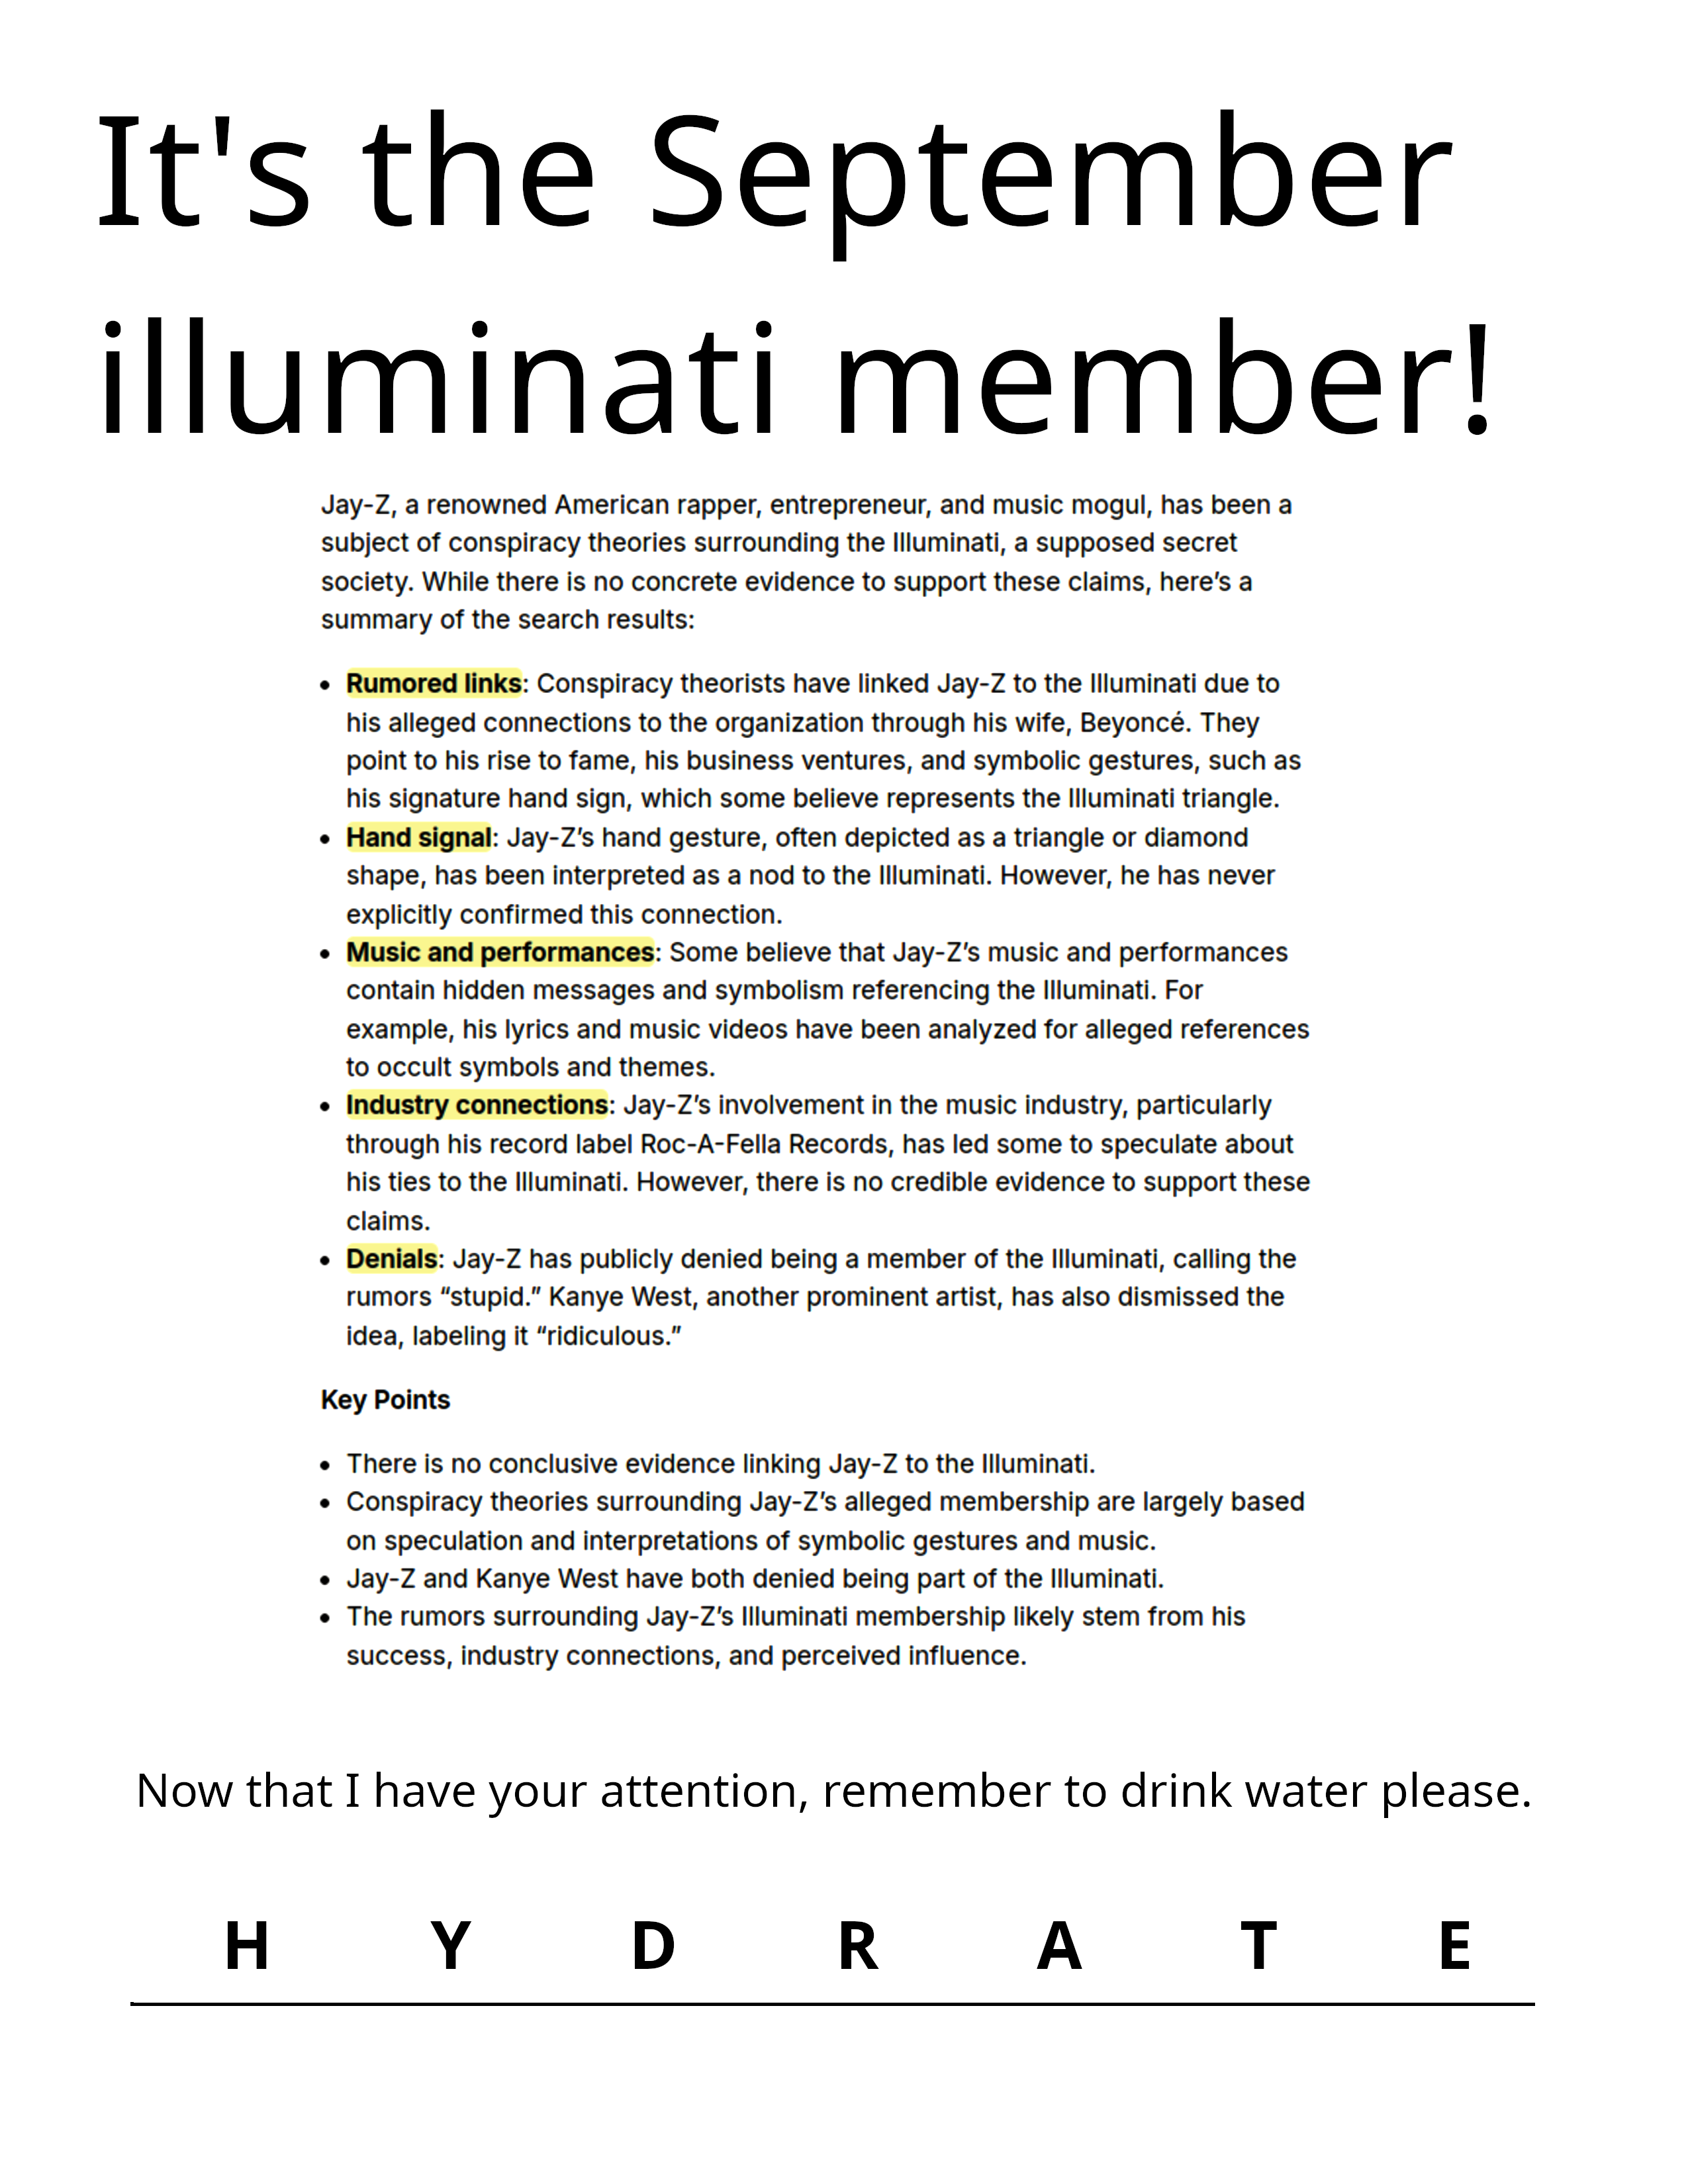 It's the September
illuminati member!
Jay-Z, a renowned American rapper, entrepreneur, and music mogul, has been a
subject of conspiracy theories surrounding the Illuminati, a supposed secret
society. While there is no concrete evidence to support these claims, here’s a
summary of the search results:
• Rumored links: Conspiracy theorists have linked Jay-Z to the Illuminati due to
his alleged connections to the organization through his wife, Beyoncé. They
point to his rise to fame, his business ventures, and symbolic gestures, such as
his signature hand sign, which some believe represents the Illuminati triangle.
• Hand signal: Jay-Z’s hand gesture, often depicted as a triangle or diamond
shape, has been interpreted as a nod to the Illuminati. However, he has never
explicitly confirmed this connection.
• Music and performances: Some believe that Jay-Z’s music and performances
contain hidden messages and symbolism referencing the Illuminati. For
example, his lyrics and music videos have been analyzed for alleged references
to occult symbols and themes.
• Industry connections: Jay-Z’s involvement in the music industry, particularly
through his record label Roc-A-Fella Records, has led some to speculate about
his ties to the Illuminati. However, there is no credible evidence to support these
claims.
• Denials: Jay-Z has publicly denied being a member of the Illuminati, calling the
rumors “stupid.” Kanye West, another prominent artist, has also dismissed the
idea, labeling it “ridiculous.”
Key Points
• There is no conclusive evidence linking Jay-Z to the Illuminati.
• Conspiracy theories surrounding Jay-Z’s alleged membership are largely based
on speculation and interpretations of symbolic gestures and music.
• Jay-Z and Kanye West have both denied being part of the Illuminati.
• The rumors surrounding Jay-Z’s Illuminati membership likely stem from his
success, industry connections, and perceived influence.
Now that I have your attention, remember to drink water please.
H Y D R A T E